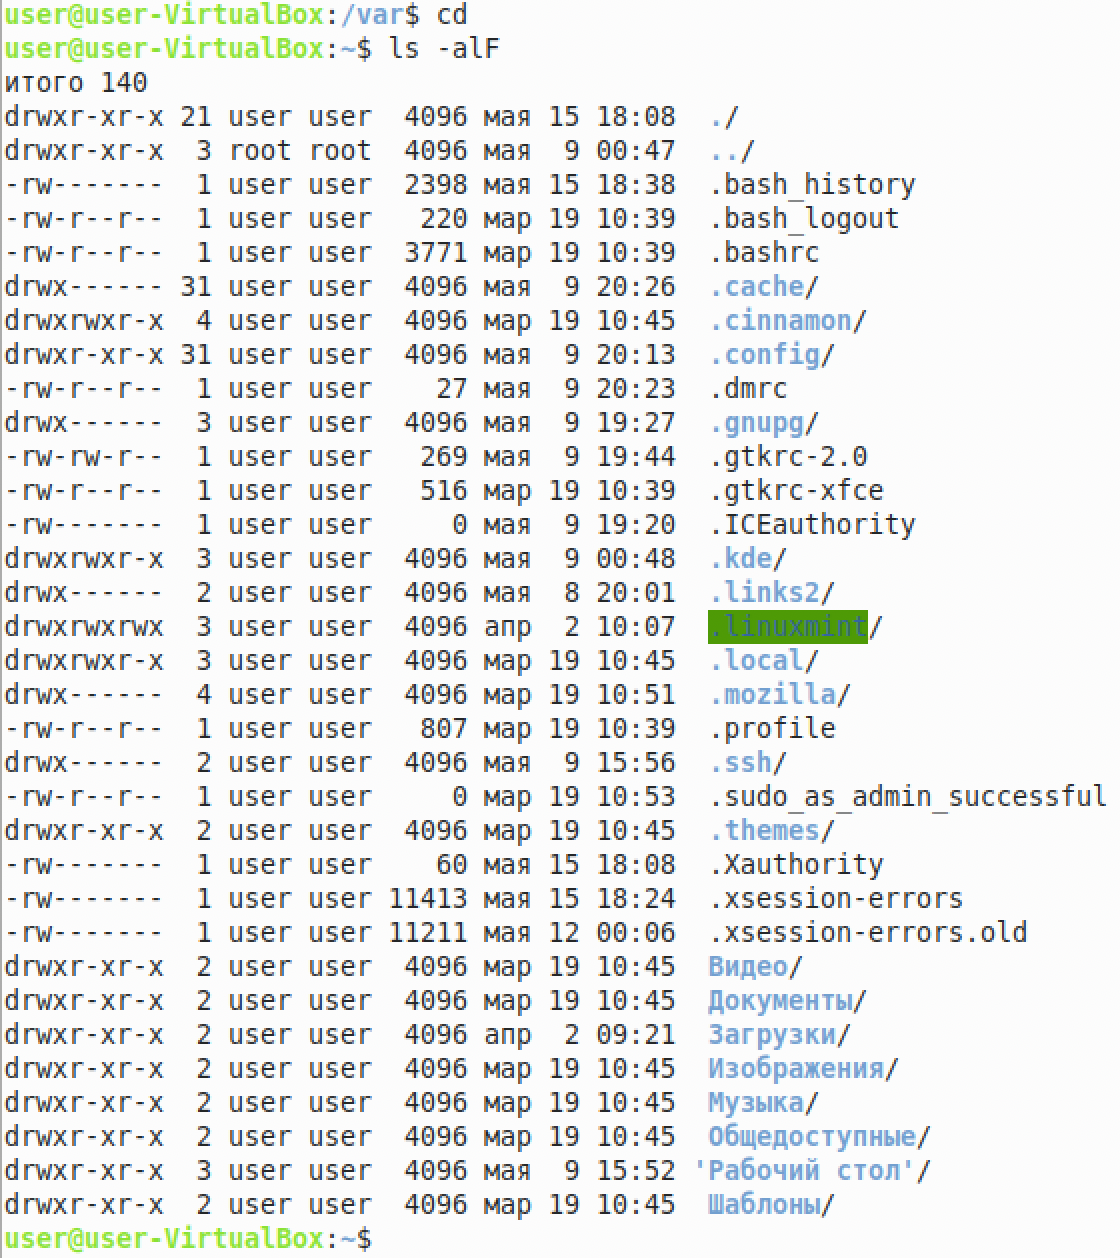 user@user-VirtualBox:/var$ cd
user@user-VirtualBox:~$ ls -alF
итого 140
drwxr-xr-x 21 user user  4096 мая 15 18:08  ./
drwxr-xr-x  3 root root  4096 мая  9 00:47  ../
-rw-------  1 user user  2398 мая 15 18:38  .bash_history
-rw-r--r--  1 user user   220 мар 19 10:39  .bash_logout
-rw-r--r--  1 user user  3771 мар 19 10:39  .bashrc
drwx------ 31 user user  4096 мая  9 20:26  .cache/
drwxrwxr-x  4 user user  4096 мар 19 10:45  .cinnamon/
drwxr-xr-x 31 user user  4096 мая  9 20:13  .config/
-rw-r--r--  1 user user    27 мая  9 20:23  .dmrc
drwx------  3 user user  4096 мая  9 19:27  .gnupg/
-rw-rw-r--  1 user user   269 мая  9 19:44  .gtkrc-2.0
-rw-r--r--  1 user user   516 мар 19 10:39  .gtkrc-xfce
-rw-------  1 user user     0 мая  9 19:20  .ICEauthority
drwxrwxr-x  3 user user  4096 мая  9 00:48  .kde/
drwx------  2 user user  4096 мая  8 20:01  .links2/
drwxrwxrwx  3 user user  4096 апр  2 10:07  .linuxmint/
drwxrwxr-x  3 user user  4096 мар 19 10:45  .local/
drwx------  4 user user  4096 мар 19 10:51  .mozilla/
-rw-r--r--  1 user user   807 мар 19 10:39  .profile
drwx------  2 user user  4096 мая  9 15:56  .ssh/
-rw-r--r--  1 user user     0 мар 19 10:53  .sudo_as_admin_successful
drwxr-xr-x  2 user user  4096 мар 19 10:45  .themes/
-rw-------  1 user user    60 мая 15 18:08  .Xauthority
-rw-------  1 user user 11413 мая 15 18:24  .xsession-errors
-rw-------  1 user user 11211 мая 12 00:06  .xsession-errors.old
drwxr-xr-x  2 user user  4096 мар 19 10:45  Видео/
drwxr-xr-x  2 user user  4096 мар 19 10:45  Документы/
drwxr-xr-x  2 user user  4096 апр  2 09:21  Загрузки/
drwxr-xr-x  2 user user  4096 мар 19 10:45  Изображения/
drwxr-xr-x  2 user user  4096 мар 19 10:45  Музыка/
drwxr-xr-x  2 user user  4096 мар 19 10:45  Общедоступные/
drwxr-xr-x  3 user user  4096 мая  9 15:52 'Рабочий стол'/
drwxr-xr-x  2 user user  4096 мар 19 10:45  Шаблоны/
user@user-VirtualBox:~$